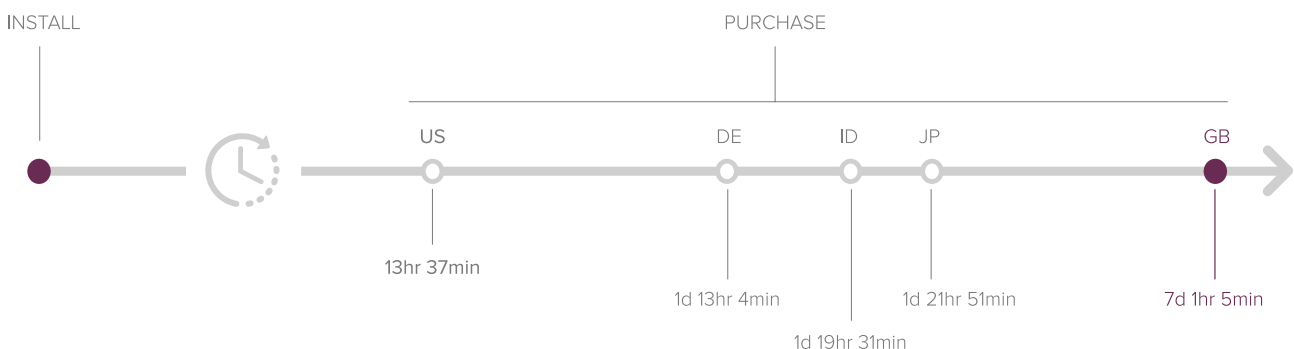 INSTALL
PURCHASE
US
DE
ID
JP
GB
13hr 37min
1d 13hr 4min
1d 19hr 31min
1d 21hr 51min
7d 1hr 5min